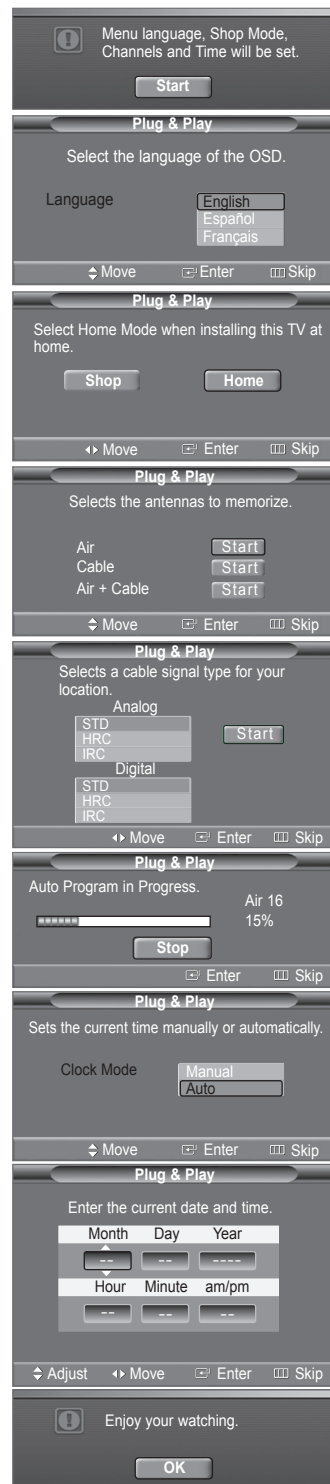 Menu language, Shop Mode,
Channels and Time will be set.
Start
Plug & Play
Select the language of the OSD.
Language
English
Español
Français
Move Enter Skip
Plug & Play
Select Home Mode when installing this TV at
home.
Shop Home
Move Enter Skip
Plug & Play
Selects the antennas to memorize.
Air Start
Cable Start
Air + Cable Start
Move Enter Skip
Plug & Play
Selects a cable signal type for your
location.
Analog
STD
HRC
IRC
Start
Digital
STD
HRC
IRC
Move Enter Skip
Plug & Play
Auto Program in Progress.
Air 16
15%
Stop
Enter Skip
Plug & Play
Sets the current time manually or automatically.
Clock Mode
Manual
Auto
Move Enter Skip
Plug & Play
Enter the current date and time.
Month Day Year
-- -- ----
Hour Minute am/pm
-- -- --
Adjust Move Enter Skip
Enjoy your watching.
OK